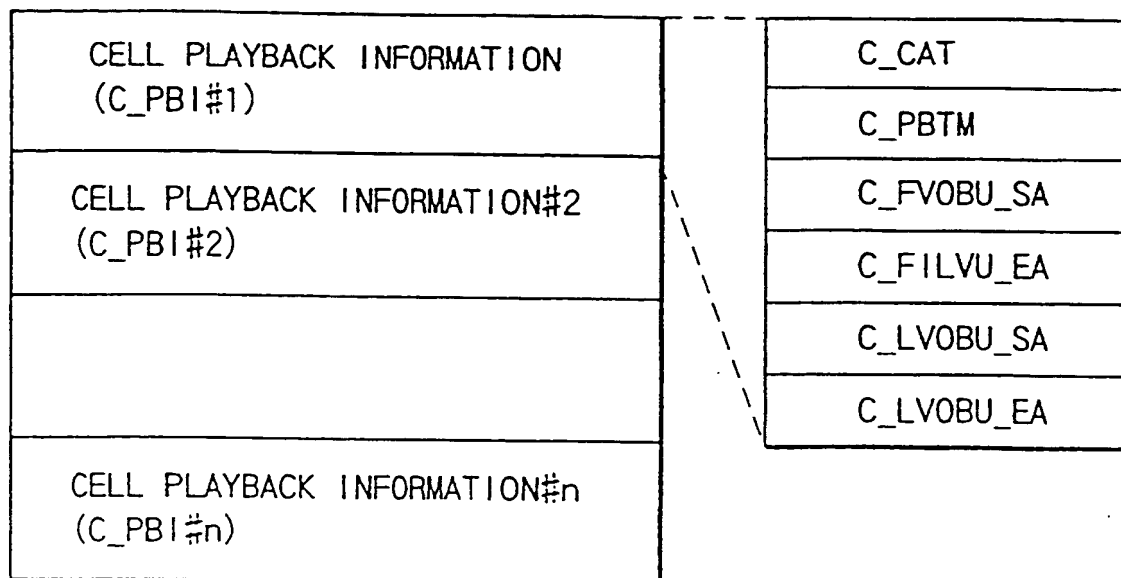 CELL PLAYBACK INFORMATION
(C_PBI#1)
CELL PLAYBACK INFORMATION#2
(C_PBI#2)
CELL PLAYBACK INFORMATION#n
(C_PBI#n)
C_CAT
C_PBTM
C_FVOBU_SA
C_FILVU_EA
C_LVOBU_SA
C_LVOBU_EA